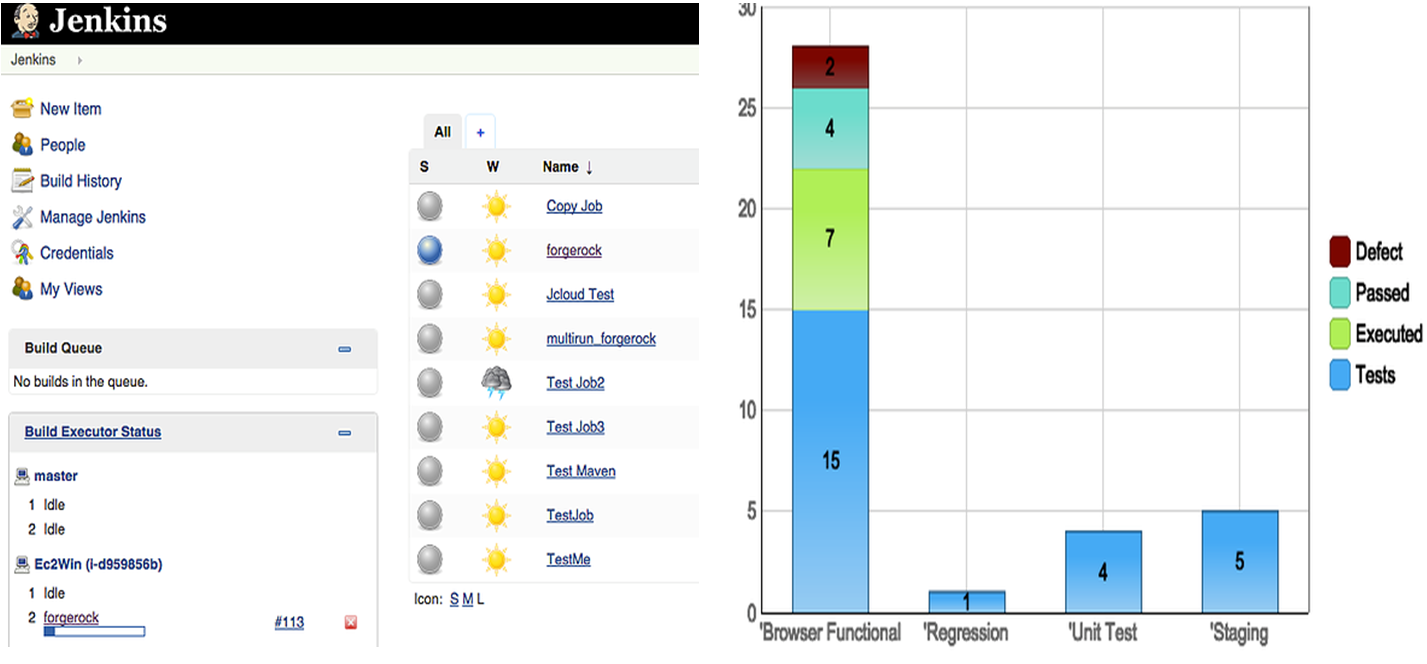 Jenkins
Jenkins
New Item
People
Build History
Manage Jenkins
Credentials
My Views
Build Queue
No builds in the queue.
Build Executor Status
master
1 Idle
2 Idle
Ec2Win (i-d959856b)
1 Idle
2 forgerock #113
All +
S W Name ↓
Copy Job
forgerock
Jcloud Test
multirun_forgerock
Test Job2
Test Job3
Test Maven
TestJob
TestMe
Icon: S M L
30
25
20
15
10
5
0
2
4
7
15
1
4
5
'Browser Functional 'Regression 'Unit Test 'Staging
Defect
Passed
Executed
Tests